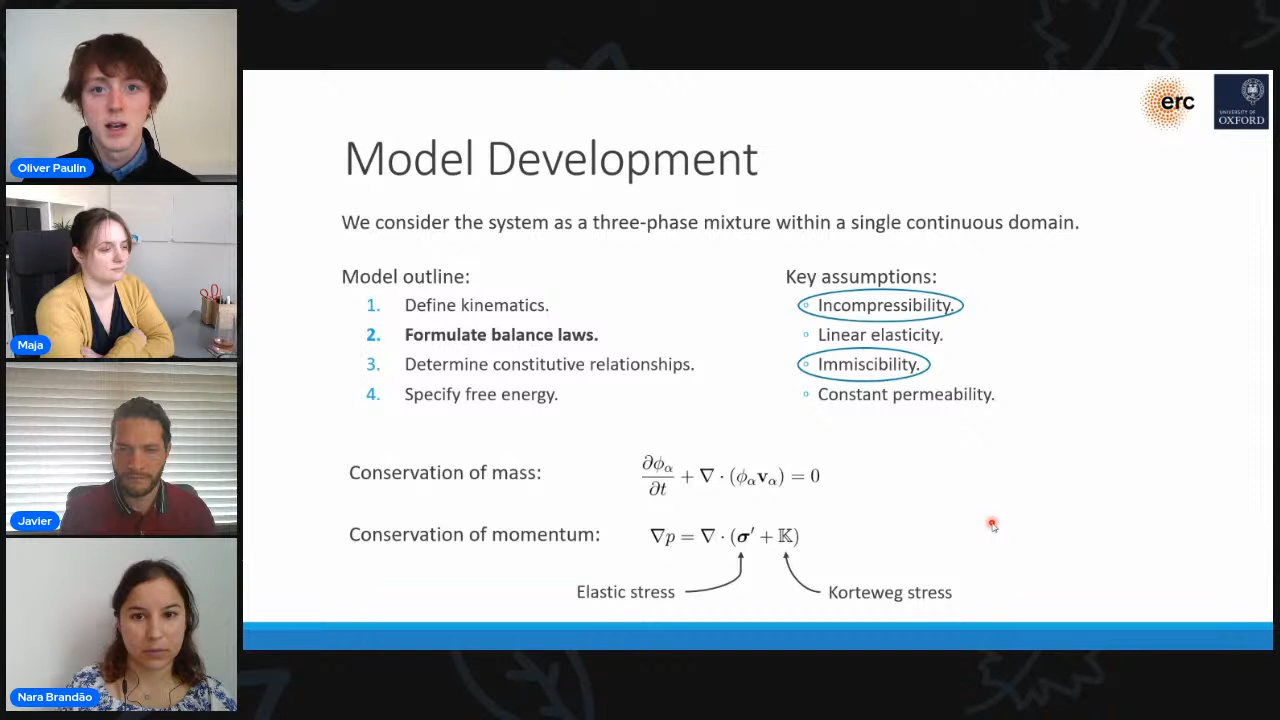 Oliver Paulin
Maja
Javier
Nara Brandão
erc
UNIVERSITY OF
OXFORD
Model Development
We consider the system as a three-phase mixture within a single continuous domain.
Model outline:
1. Define kinematics.
2. Formulate balance laws.
3. Determine constitutive relationships.
4. Specify free energy.
Key assumptions:
◦ Incompressibility.
◦ Linear elasticity.
◦ Immiscibility.
◦ Constant permeability.
Conservation of mass: ∂ϕα/∂t + ∇ · (ϕαvα) = 0
Conservation of momentum: ∇p = ∇ · (σ′ + 𝕂)
Elastic stress
Korteweg stress